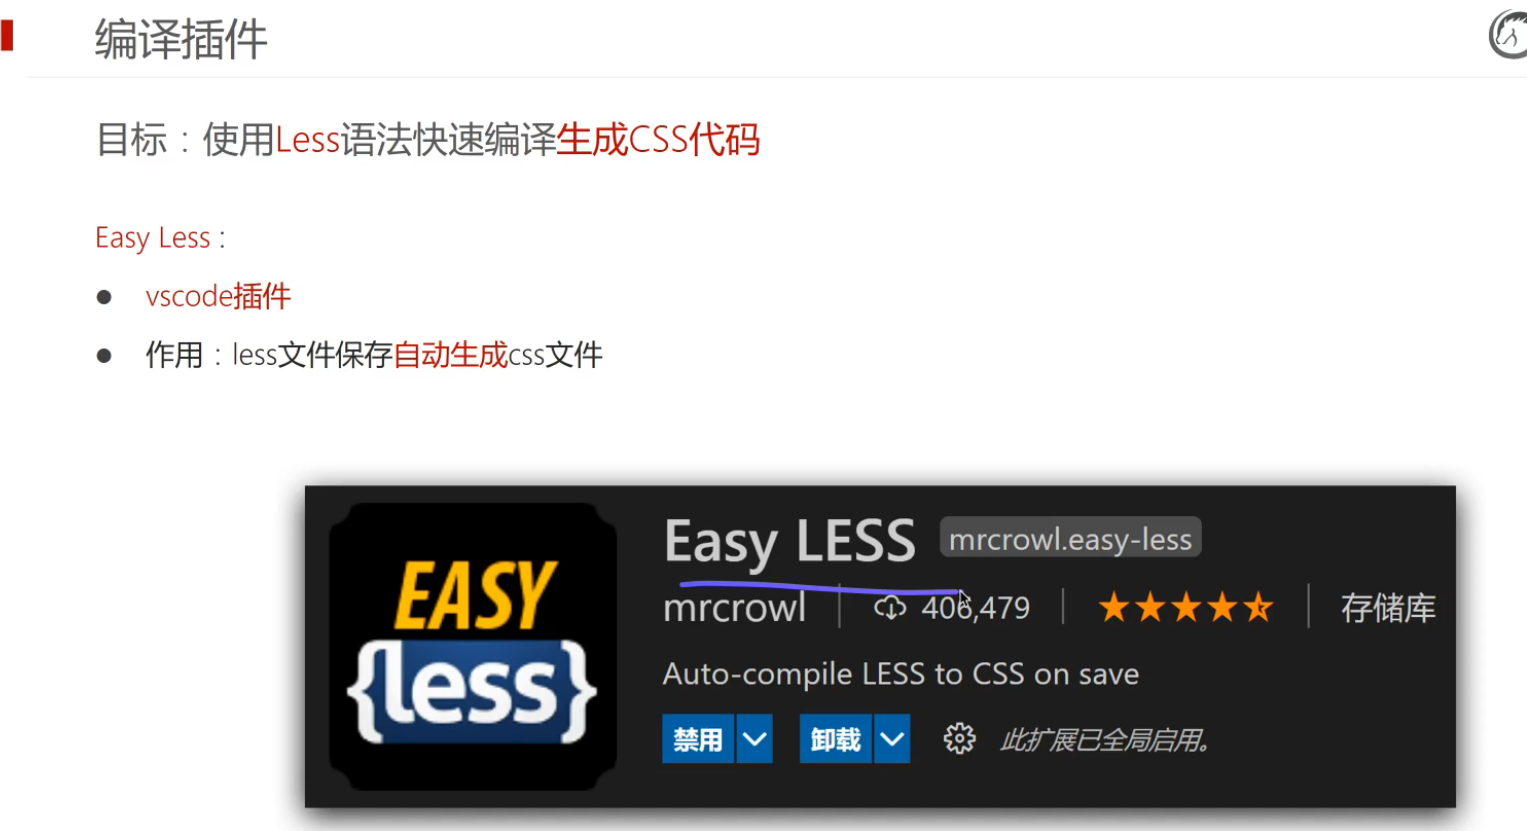 编译插件
目标：使用Less语法快速编译生成CSS代码
Easy Less :
● vscode插件
● 作用：less文件保存自动生成css文件
EASY
{less}
Easy LESS mrcrowl.easy-less
mrcrowl | 406,479 | ★★★★ | 存储库
Auto-compile LESS to CSS on save
禁用 卸载 此扩展已全局启用。